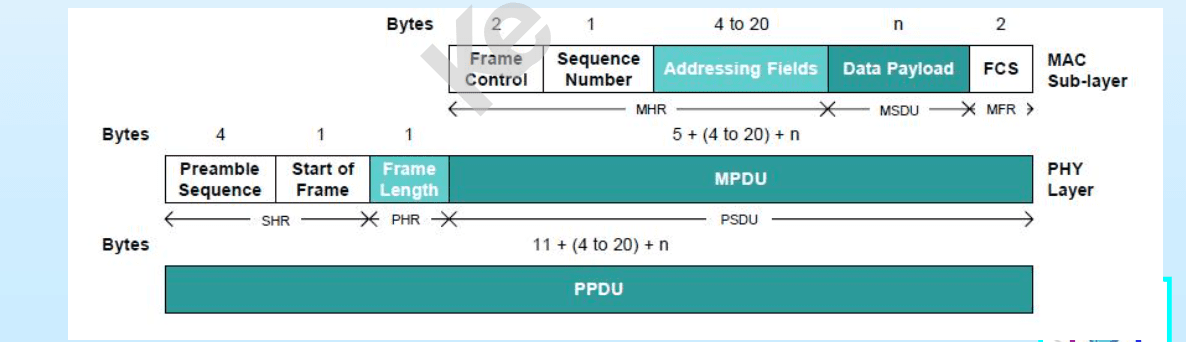 Bytes 2 1 4 to 20 n 2
Frame Control Sequence Number Addressing Fields Data Payload FCS MAC Sub-layer
MHR MSDU MFR
Bytes 4 1 1 5 + (4 to 20) + n
Preamble Sequence Start of Frame Frame Length MPDU PHY Layer
SHR PHR PSDU
Bytes 11 + (4 to 20) + n
PPDU
Ke